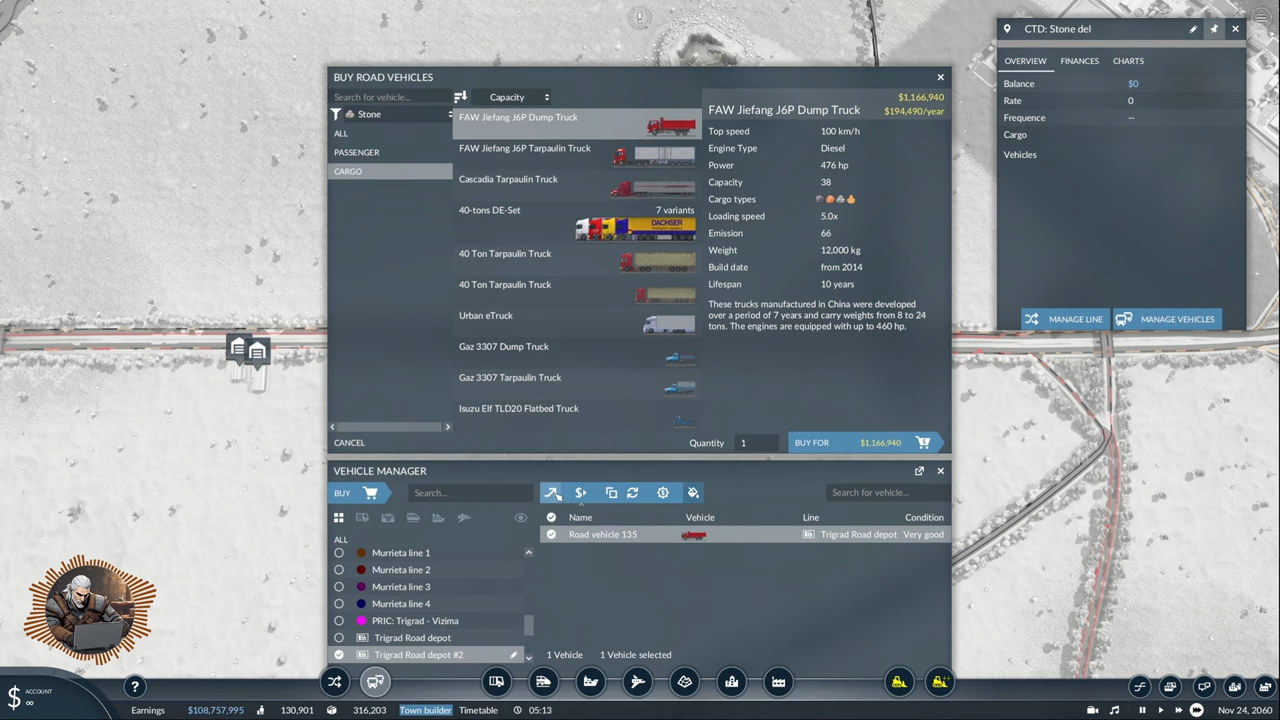 CTD: Stone del
OVERVIEW FINANCES CHARTS
Balance $0
Rate 0
Frequence --
Cargo
Vehicles
MANAGE LINE MANAGE VEHICLES
BUY ROAD VEHICLES
Search for vehicle... Capacity
Stone
ALL
PASSENGER
CARGO
FAW Jiefang J6P Dump Truck
FAW Jiefang J6P Tarpaulin Truck
Cascadia Tarpaulin Truck
40-tons DE-Set 7 variants
DACHSER
40 Ton Tarpaulin Truck
40 Ton Tarpaulin Truck
Urban eTruck
Gaz 3307 Dump Truck
Gaz 3307 Tarpaulin Truck
Isuzu Elf TLD20 Flatbed Truck
$1,166,940
FAW Jiefang J6P Dump Truck $194,490/year
Top speed 100 km/h
Engine Type Diesel
Power 476 hp
Capacity 38
Cargo types
Loading speed 5.0x
Emission 66
Weight 12,000 kg
Build date from 2014
Lifespan 10 years
These trucks manufactured in China were developed
over a period of 7 years and carry weights from 8 to 24
tons. The engines are equipped with up to 460 hp.
CANCEL Quantity 1 BUY FOR $1,166,940
VEHICLE MANAGER
BUY Search... Search for vehicle...
ALL
Name Vehicle Line Condition
Road vehicle 135 Trigrad Road depot Very good
Murrieta line 1
Murrieta line 2
Murrieta line 3
Murrieta line 4
PRIC: Trigrad - Vizima
Trigrad Road depot
Trigrad Road depot #2
1 Vehicle 1 Vehicle selected
$ ACCOUNT ?
Earnings $108,757,995 130,901 316,203 Town builder Timetable 05:13 Nov 24, 2060